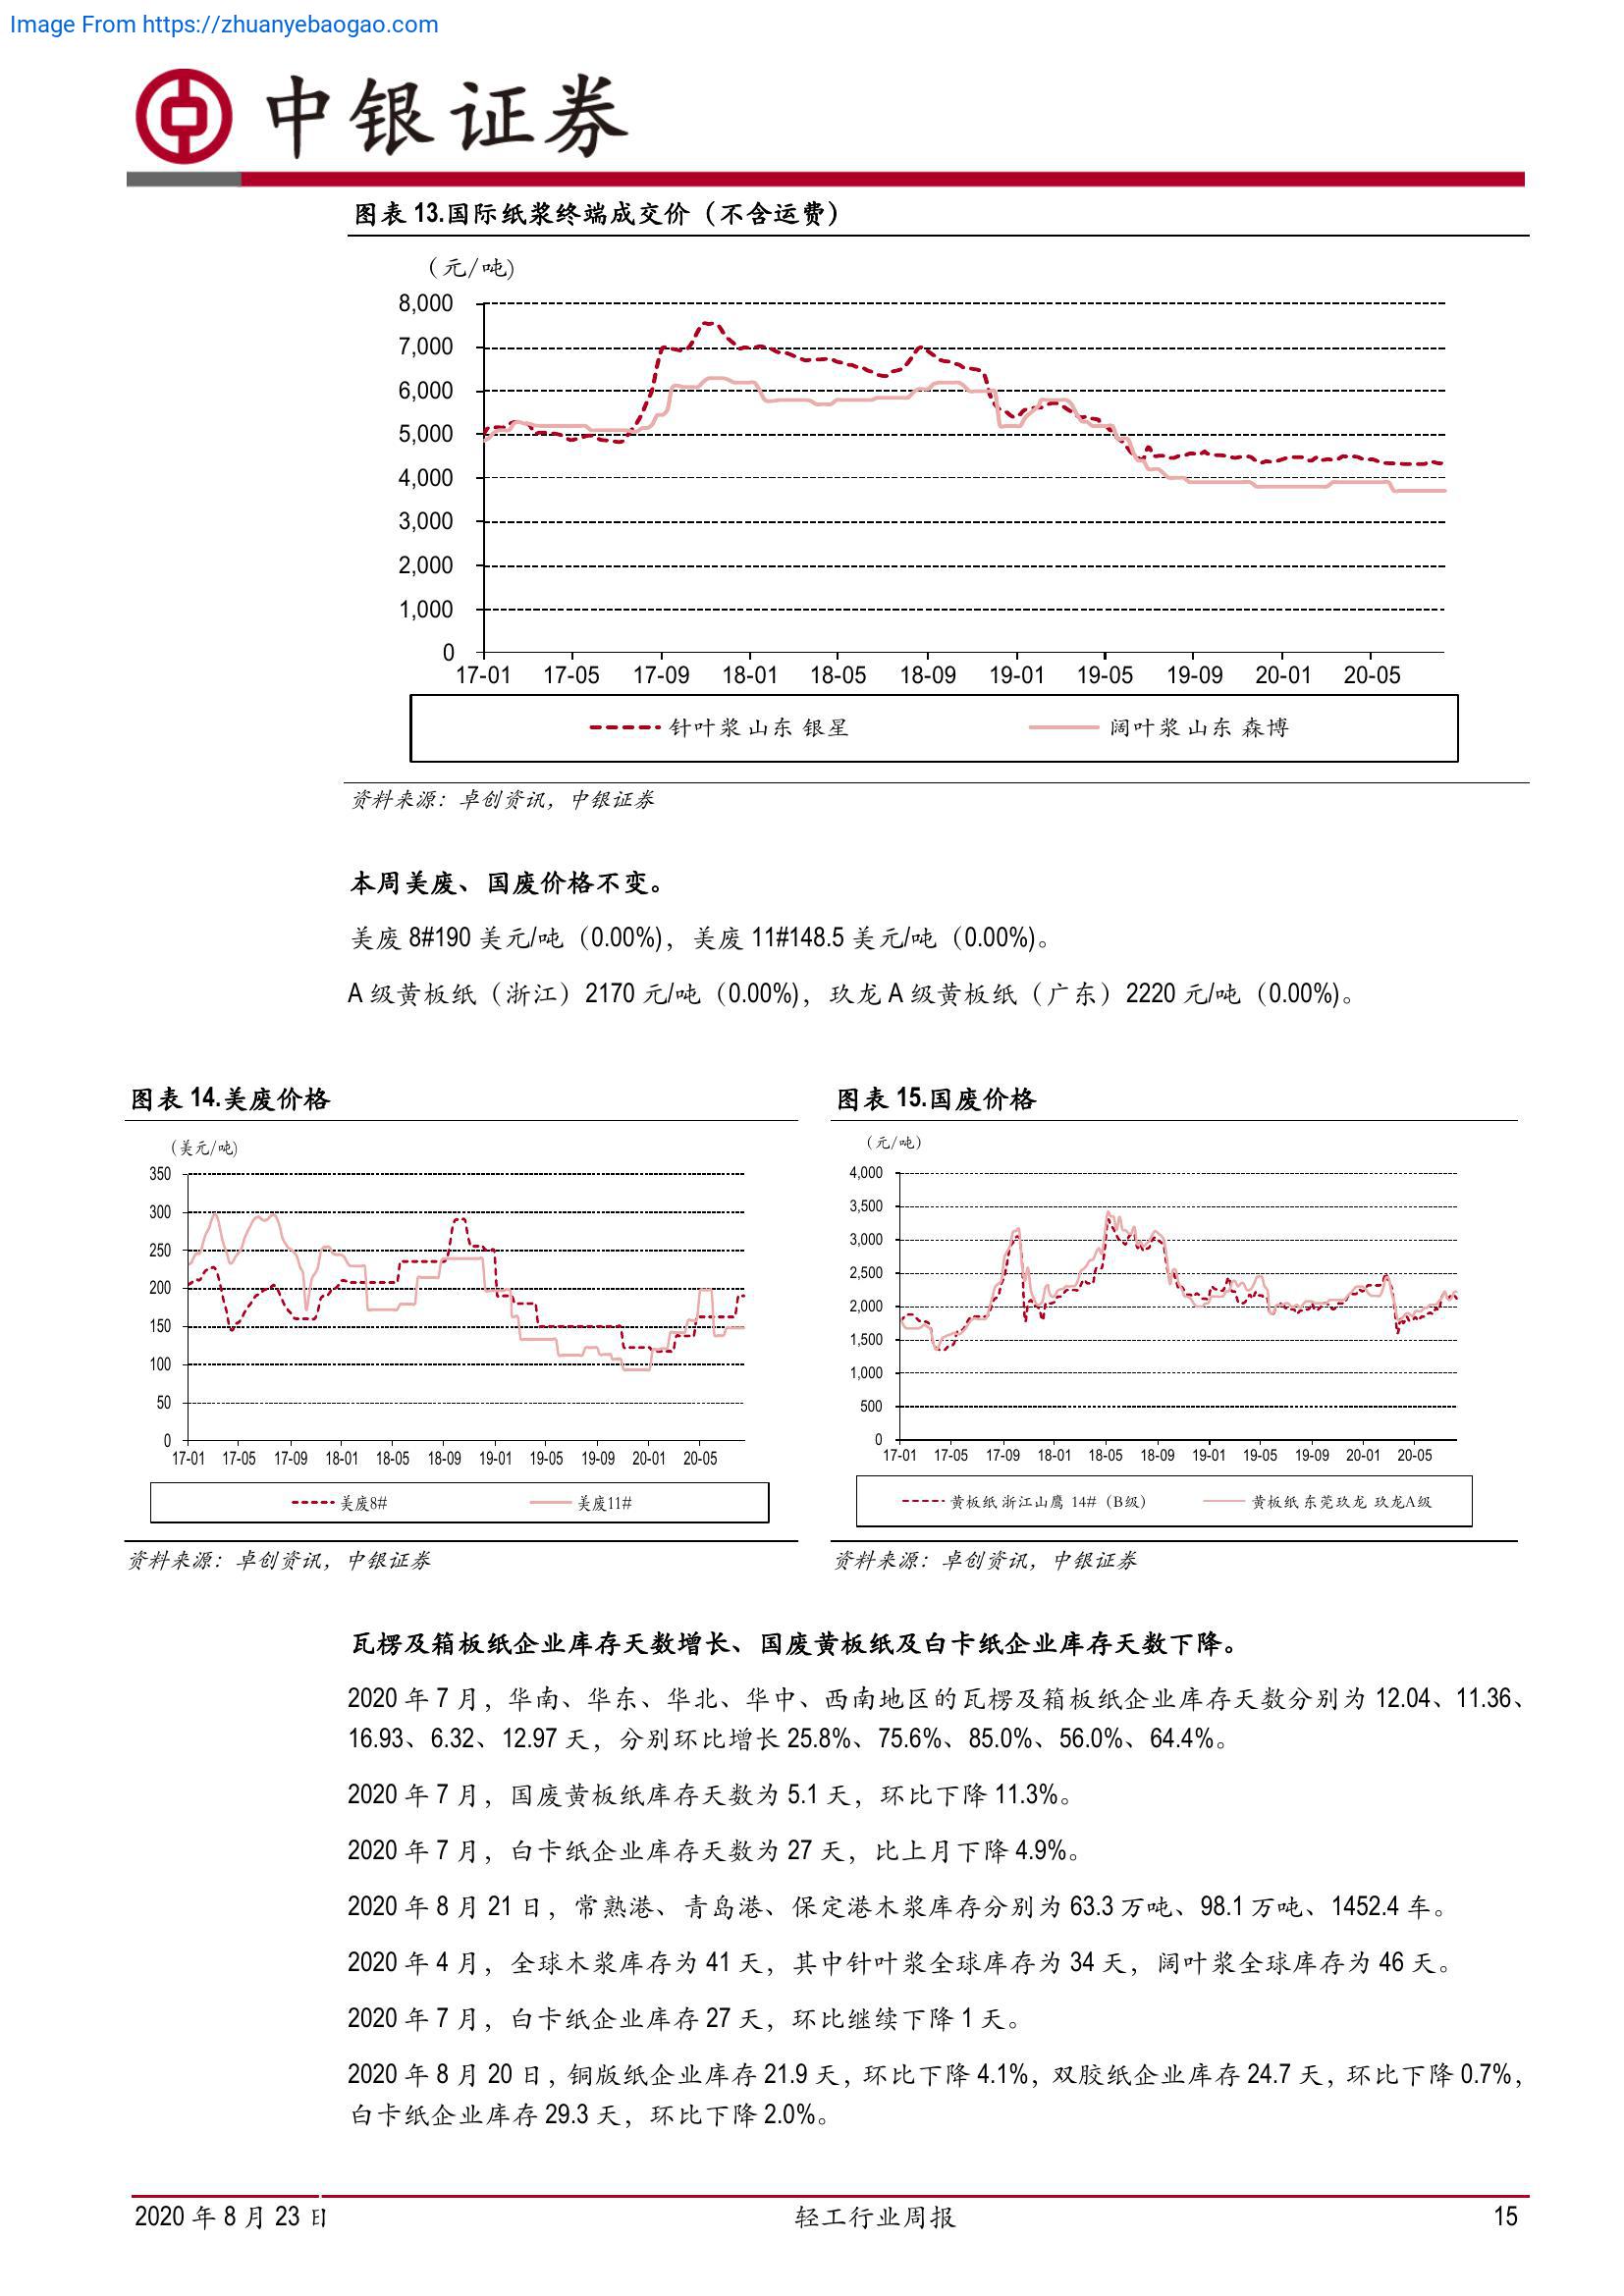 Image From https://zhuanyebaogao.com
中银证券
图表 13.国际纸浆终端成交价（不含运费）
（元/吨)
8,000
7,000
6,000
5,000
4,000
3,000
2,000
1,000
0
17-01 17-05 17-09 18-01 18-05 18-09 19-01 19-05 19-09 20-01 20-05
针叶浆 山东 银星 阔叶浆 山东 森博
资料来源：卓创资讯，中银证券
本周美废、国废价格不变。
美废 8#190 美元/吨（0.00%)，美废 11#148.5 美元/吨（0.00%)。
A 级黄板纸（浙江）2170 元/吨（0.00%)，玖龙 A 级黄板纸（广东）2220 元/吨（0.00%)。
图表 14.美废价格
（美元/吨)
350
300
250
200
150
100
50
0
17-01 17-05 17-09 18-01 18-05 18-09 19-01 19-05 19-09 20-01 20-05
美废8# 美废11#
资料来源：卓创资讯，中银证券
图表 15.国废价格
（元/吨）
4,000
3,500
3,000
2,500
2,000
1,500
1,000
500
0
17-01 17-05 17-09 18-01 18-05 18-09 19-01 19-05 19-09 20-01 20-05
黄板纸 浙江山鹰 14#（B级） 黄板纸 东莞玖龙 玖龙A级
资料来源：卓创资讯，中银证券
瓦楞及箱板纸企业库存天数增长、国废黄板纸及白卡纸企业库存天数下降。
2020 年 7 月，华南、华东、华北、华中、西南地区的瓦楞及箱板纸企业库存天数分别为 12.04、11.36、
16.93、6.32、12.97 天，分别环比增长 25.8%、75.6%、85.0%、56.0%、64.4%。
2020 年 7 月，国废黄板纸库存天数为 5.1 天，环比下降 11.3%。
2020 年 7 月，白卡纸企业库存天数为 27 天，比上月下降 4.9%。
2020 年 8 月 21 日，常熟港、青岛港、保定港木浆库存分别为 63.3 万吨、98.1 万吨、1452.4 车。
2020 年 4 月，全球木浆库存为 41 天，其中针叶浆全球库存为 34 天，阔叶浆全球库存为 46 天。
2020 年 7 月，白卡纸企业库存 27 天，环比继续下降 1 天。
2020 年 8 月 20 日，铜版纸企业库存 21.9 天，环比下降 4.1%，双胶纸企业库存 24.7 天，环比下降 0.7%，
白卡纸企业库存 29.3 天，环比下降 2.0%。
2020 年 8 月 23 日 轻工行业周报 15